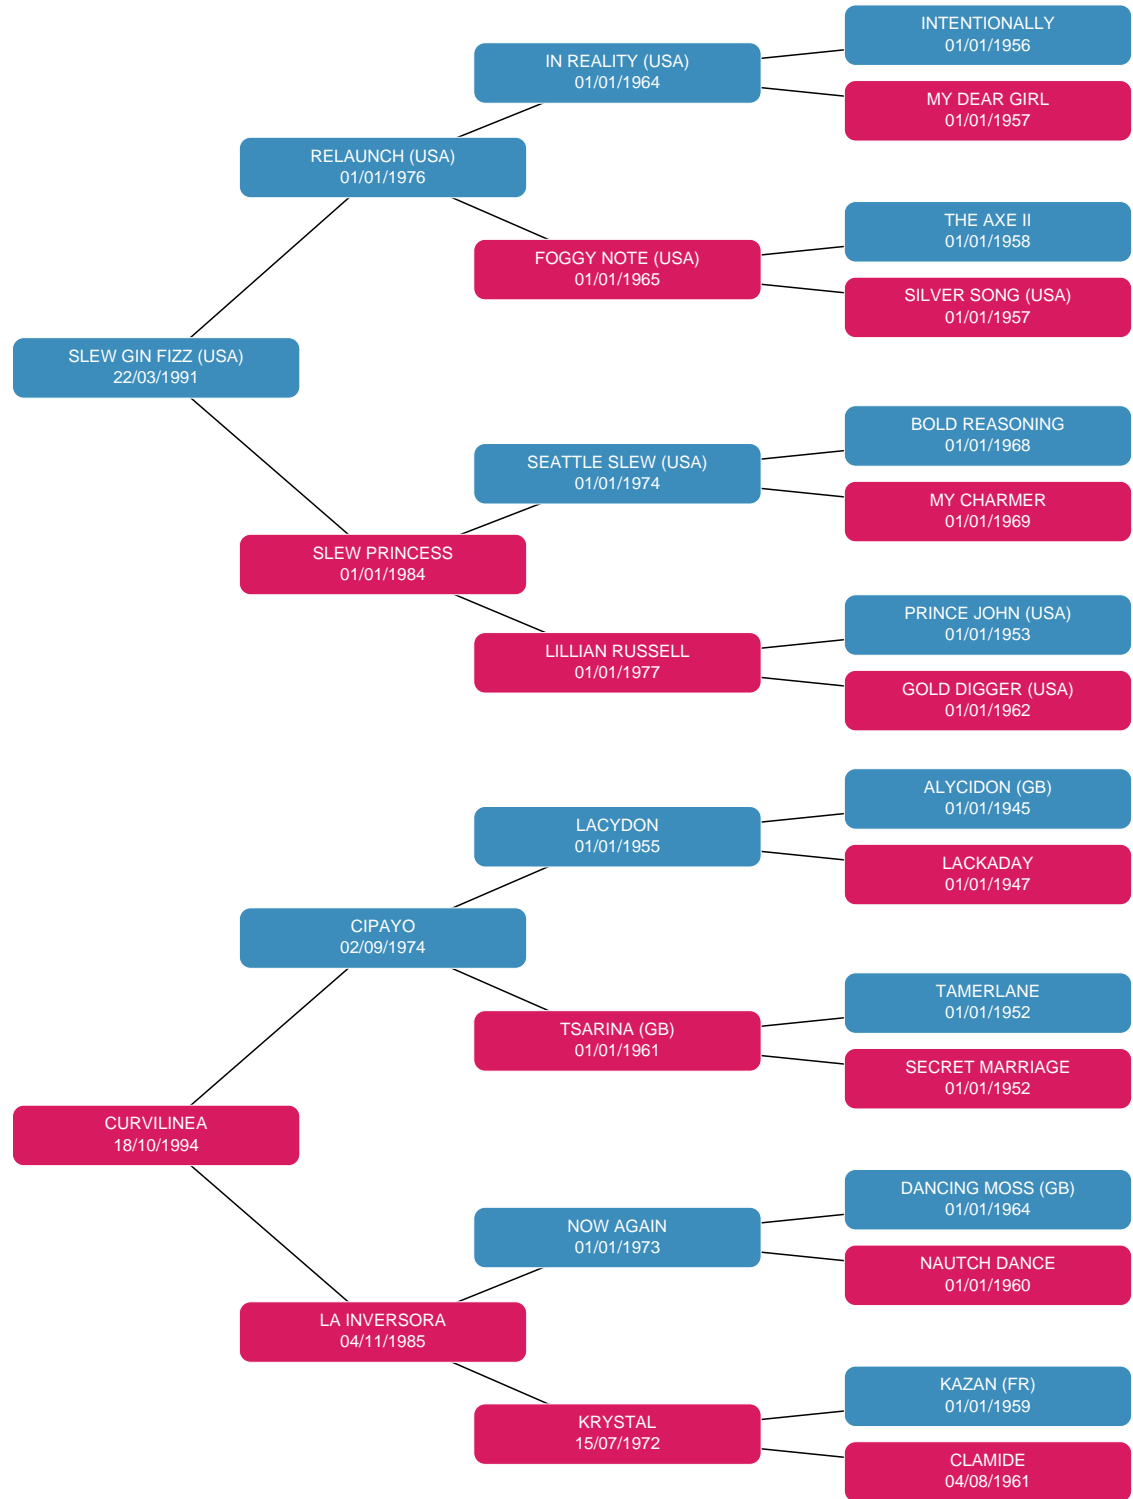 INTENTIONALLY
01/01/1956
IN REALITY (USA)
01/01/1964
MY DEAR GIRL
01/01/1957
RELAUNCH (USA)
01/01/1976
THE AXE II
01/01/1958
FOGGY NOTE (USA)
01/01/1965
SILVER SONG (USA)
01/01/1957
SLEW GIN FIZZ (USA)
22/03/1991
BOLD REASONING
01/01/1968
SEATTLE SLEW (USA)
01/01/1974
MY CHARMER
01/01/1969
SLEW PRINCESS
01/01/1984
PRINCE JOHN (USA)
01/01/1953
LILLIAN RUSSELL
01/01/1977
GOLD DIGGER (USA)
01/01/1962
ALYCIDON (GB)
01/01/1945
LACYDON
01/01/1955
LACKADAY
01/01/1947
CIPAYO
02/09/1974
TAMERLANE
01/01/1952
TSARINA (GB)
01/01/1961
SECRET MARRIAGE
01/01/1952
CURVILINEA
18/10/1994
DANCING MOSS (GB)
01/01/1964
NOW AGAIN
01/01/1973
NAUTCH DANCE
01/01/1960
LA INVERSORA
04/11/1985
KAZAN (FR)
01/01/1959
KRYSTAL
15/07/1972
CLAMIDE
04/08/1961